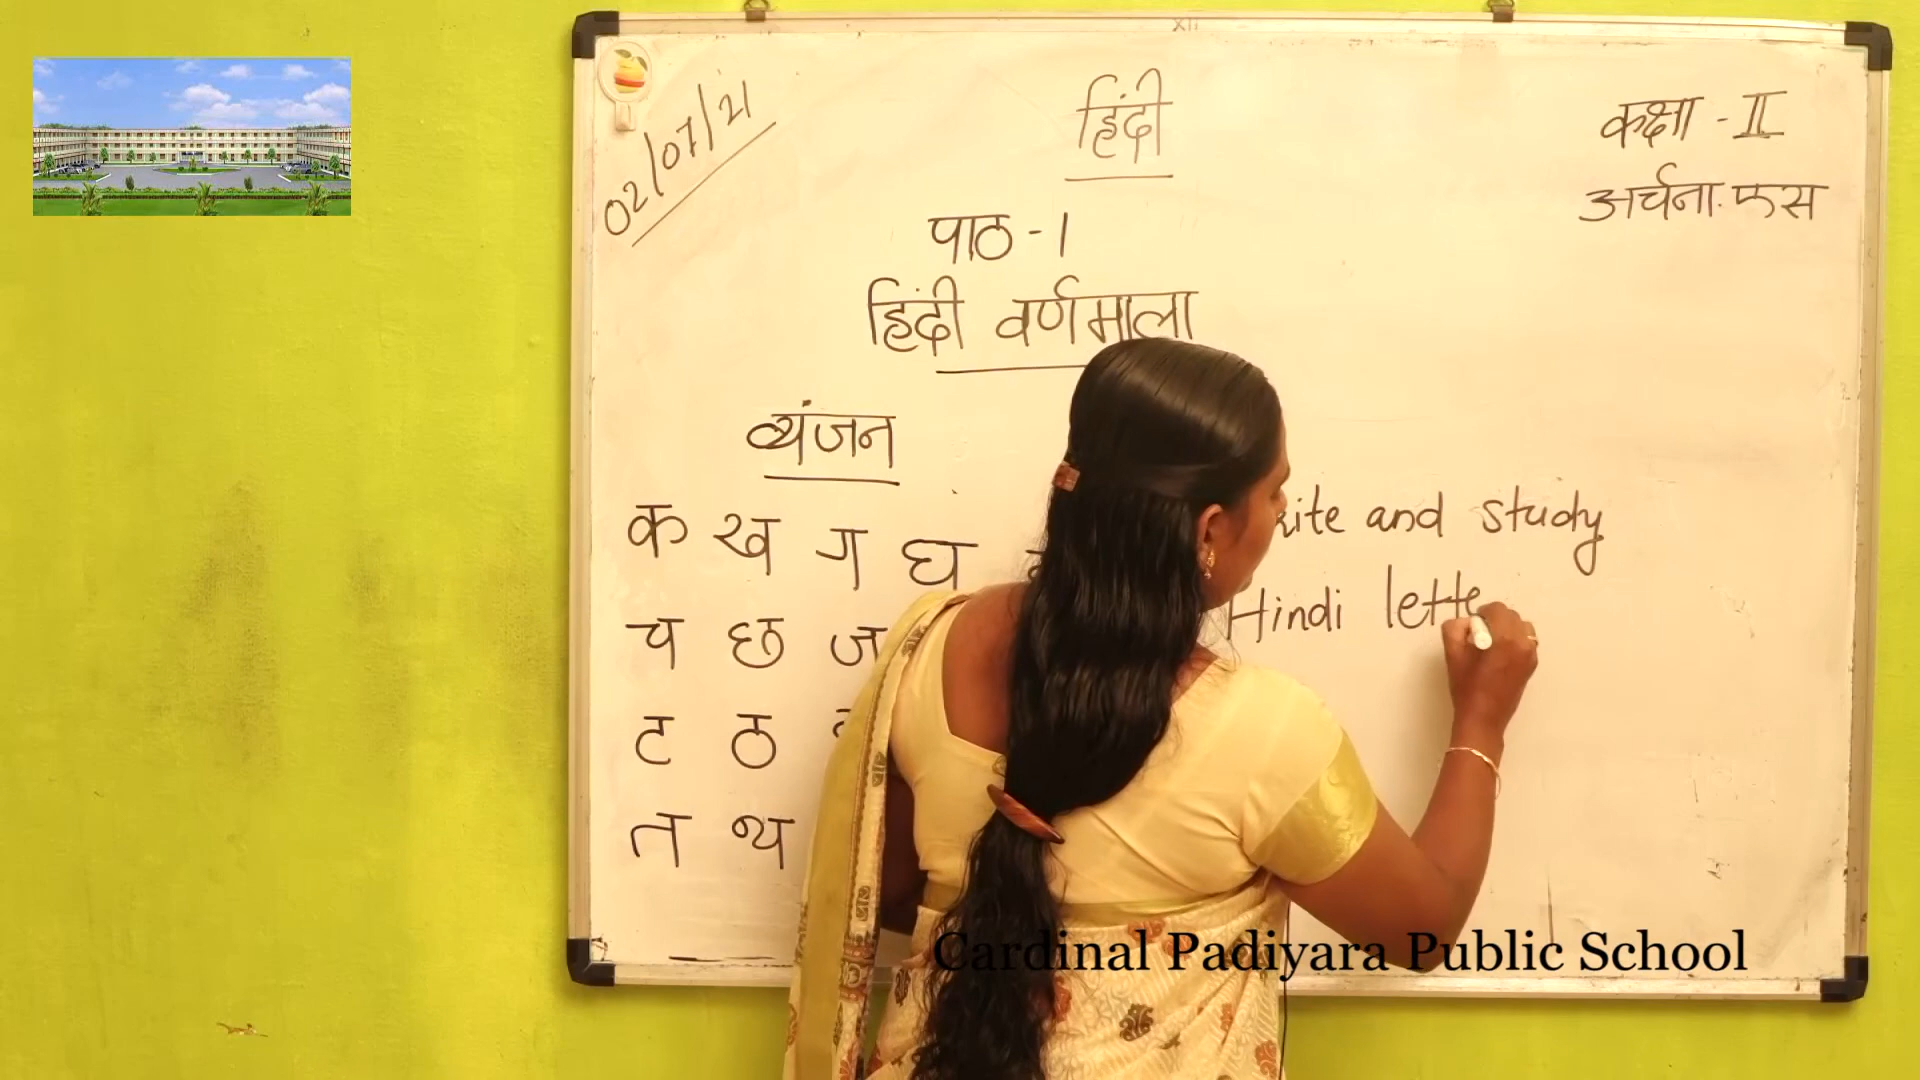 02/07/21
हिंदी
कक्षा - II
अर्चना. एस
पाठ - 1
हिंदी वर्णमाला
व्यंजन
क ख ग घ
च छ ज
ट ठ
त थ
and study
Hindi lette
Cardinal Padiyara Public School